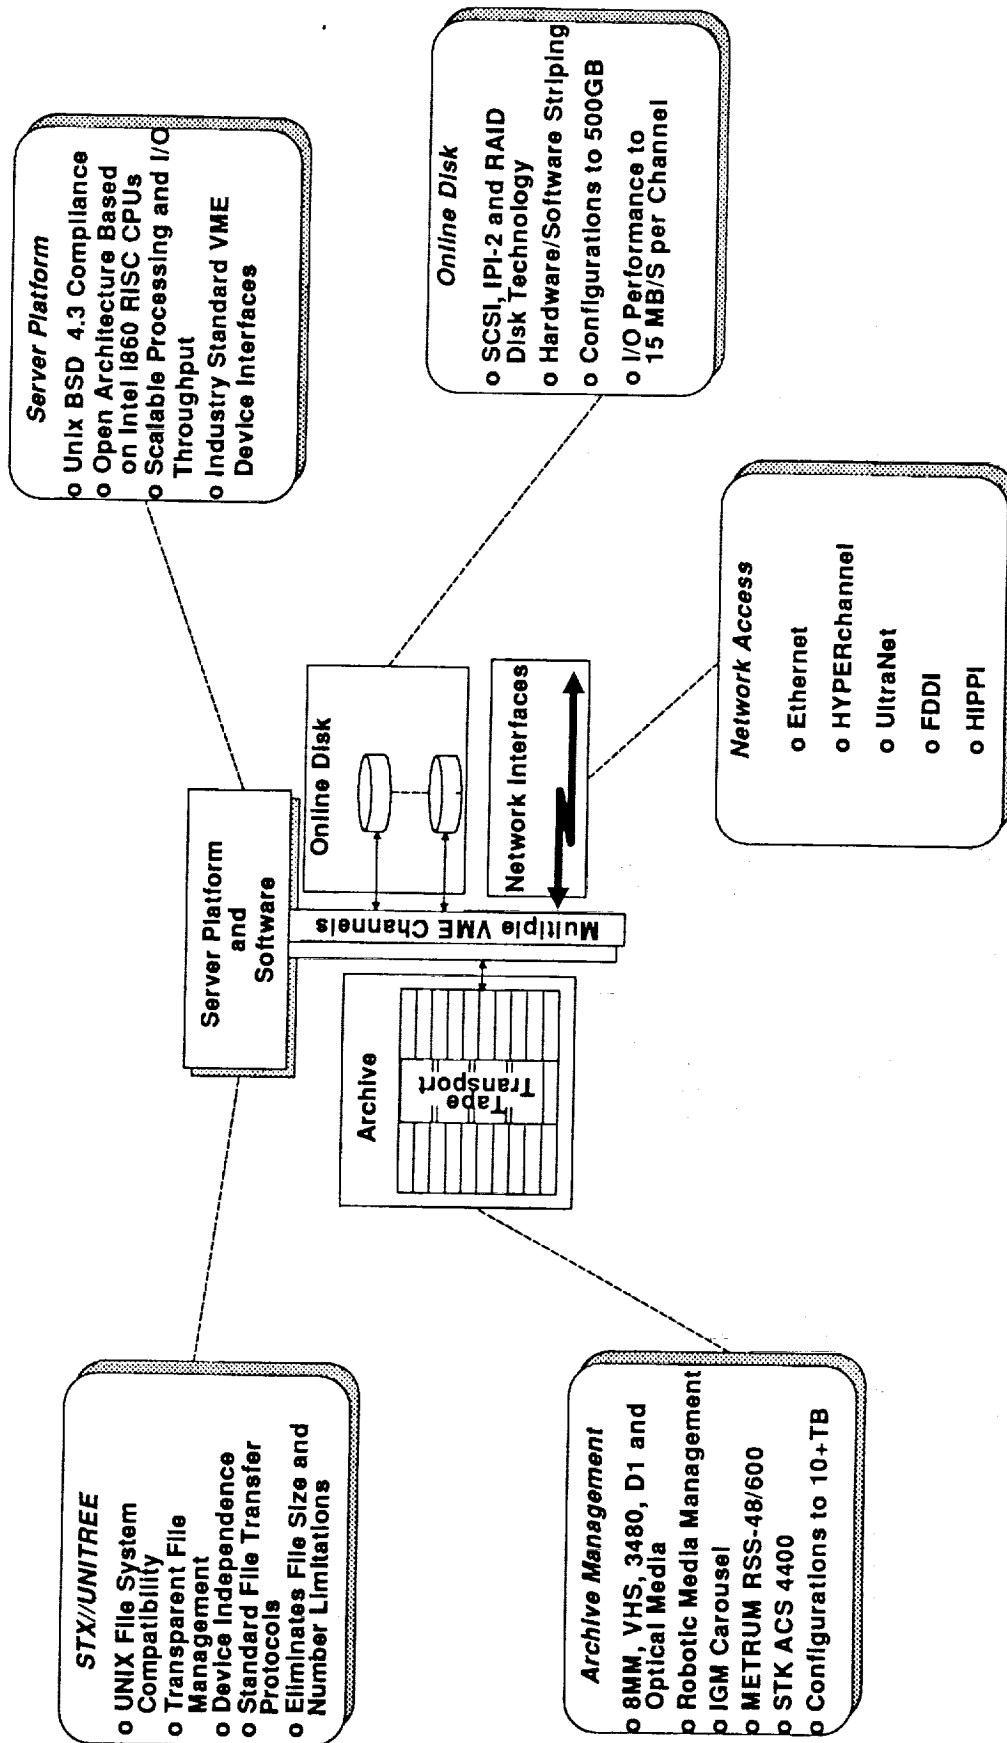 STX//UNITREE
o UNIX File System
Compatibility
o Transparent File
Management
o Device Independence
o Standard File Transfer
Protocols
o Eliminates File Size and
Number Limitations
Server Platform
o Unix BSD 4.3 Compliance
o Open Architecture Based
on Intel i860 RISC CPUs
o Scalable Processing and I/O
Throughput
o Industry Standard VME
Device Interfaces
Server Platform
and
Software
Archive
Tape
Transport
Multiple VME Channels
Online Disk
Network Interfaces
Online Disk
o SCSI, IPI-2 and RAID
Disk Technology
o Hardware/Software Striping
o Configurations to 500GB
o I/O Performance to
15 MB/S per Channel
Archive Management
o 8MM, VHS, 3480, D1 and
Optical Media
o Robotic Media Management
o IGM Carousel
o METRUM RSS-48/600
o STK ACS 4400
o Configurations to 10+TB
Network Access
o Ethernet
o HYPERchannel
o UltraNet
o FDDI
o HIPPI